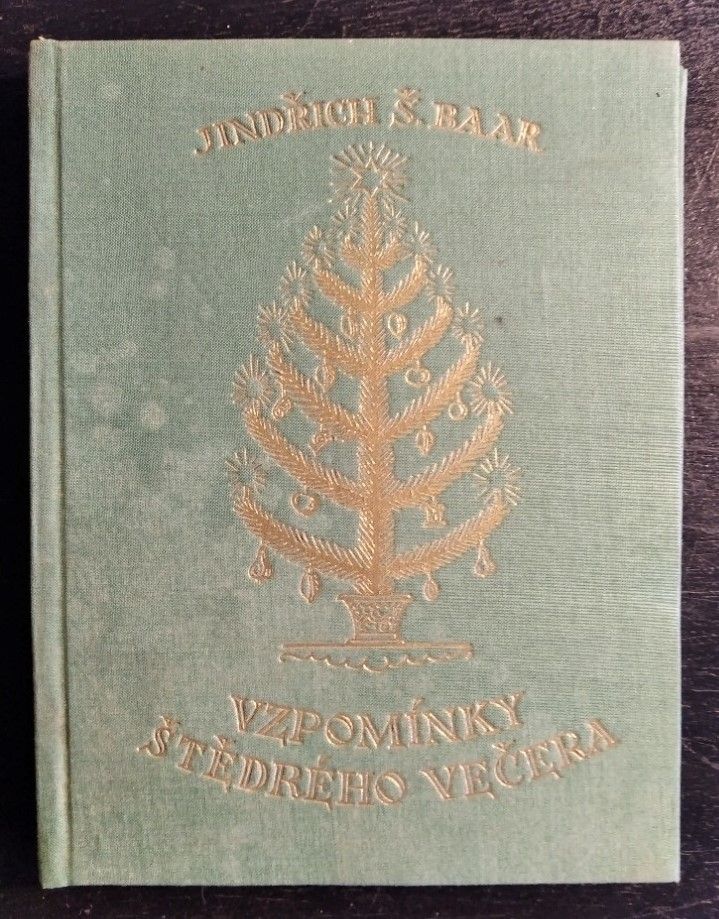 JINDŘICH Š. BAAR
VZPOMÍNKY
ŠTĚDRÉHO VEČERA